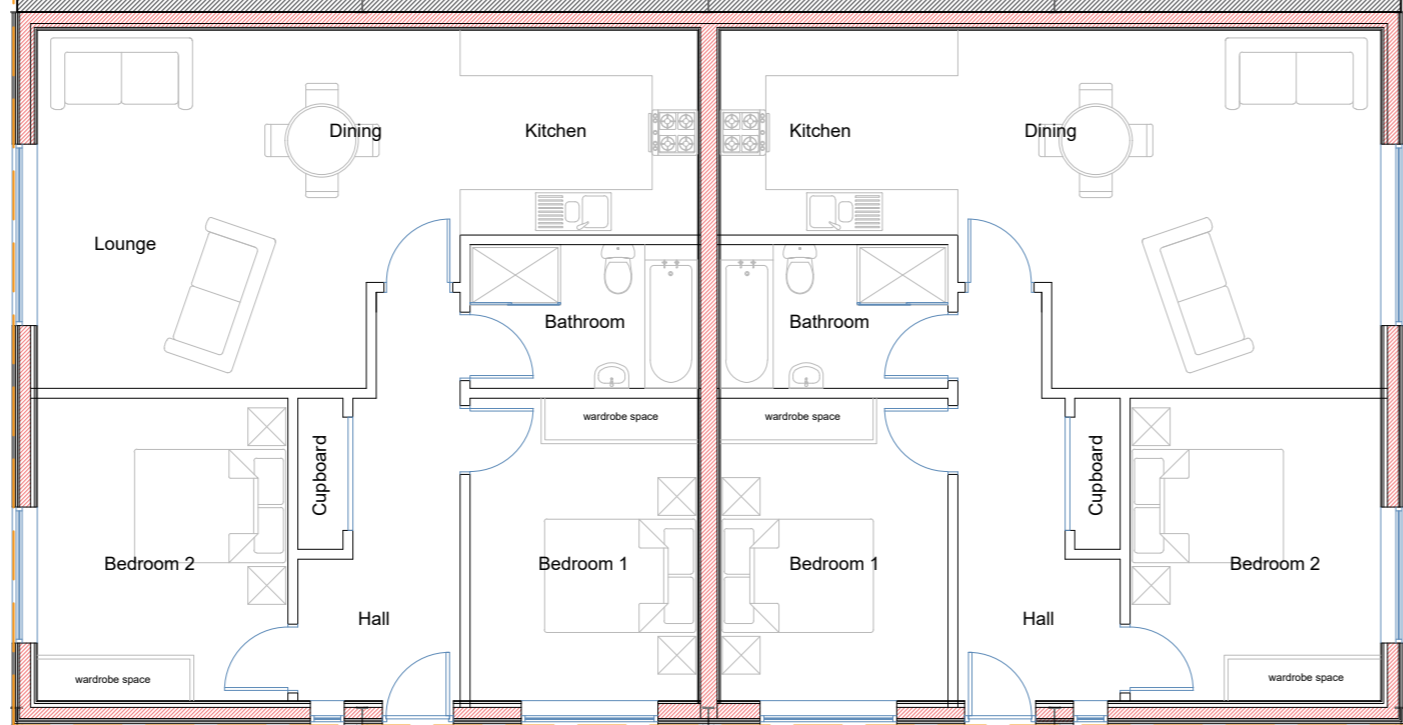 Dining
Kitchen
Kitchen
Dining
Lounge
Bathroom
Bathroom
wardrobe space
wardrobe space
Cupboard
Cupboard
Bedroom 2
Bedroom 1
Bedroom 1
Bedroom 2
Hall
Hall
wardrobe space
wardrobe space